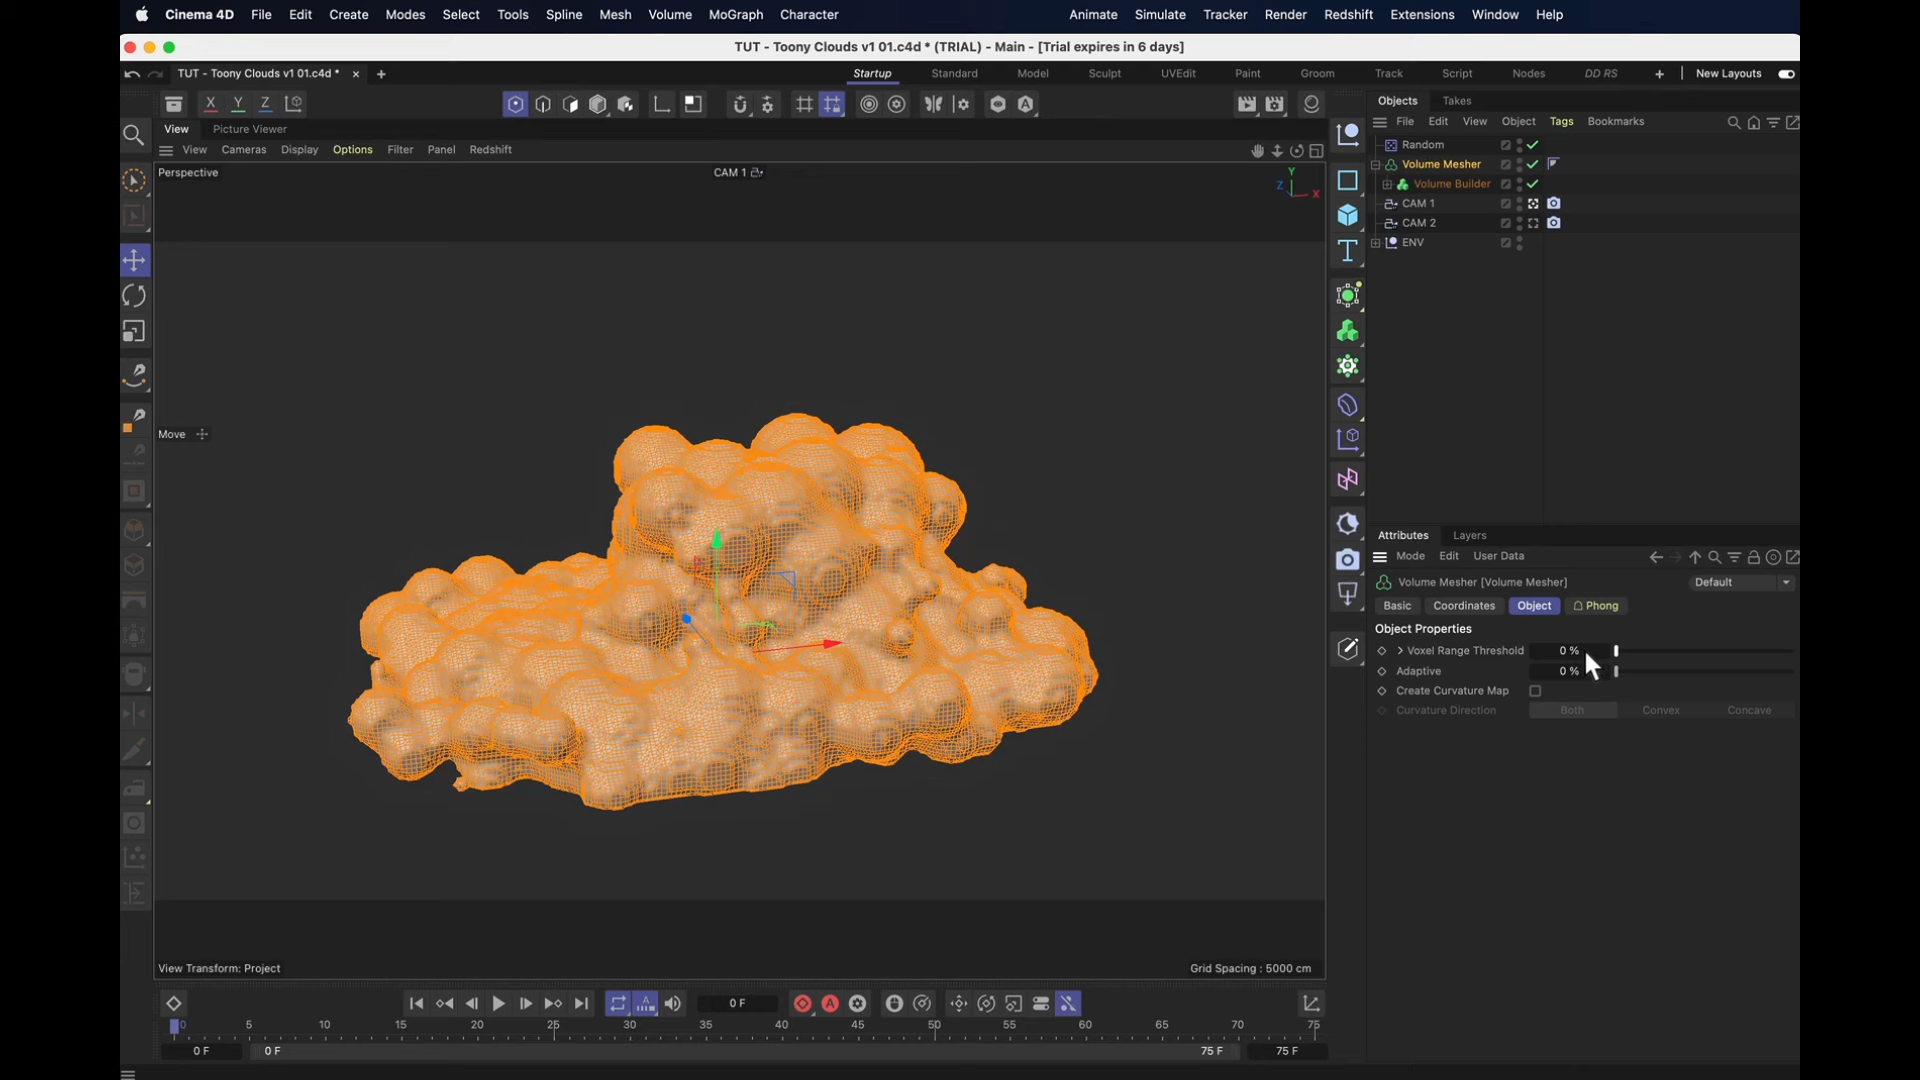 Cinema 4D File Edit Create Modes Select Tools Spline Mesh Volume MoGraph Character Animate Simulate Tracker Render Redshift Extensions Window Help
TUT - Toony Clouds v1 01.c4d * (TRIAL) - Main - [Trial expires in 6 days]
TUT - Toony Clouds v1 01.c4d * × + Startup Standard Model Sculpt UVEdit Paint Groom Track Script Nodes DD RS + New Layouts
X Y Z
Objects Takes
File Edit View Object Tags Bookmarks
View Picture Viewer
View Cameras Display Options Filter Panel Redshift
Random
Volume Mesher
Volume Builder
CAM 1
CAM 2
ENV
Perspective
CAM 1
Y
Z
X
Move
Attributes Layers
Mode Edit User Data
Volume Mesher [Volume Mesher] Default
Basic Coordinates Object Phong
Object Properties
> Voxel Range Threshold 0 %
Adaptive 0 %
Create Curvature Map
Curvature Direction Both Convex Concave
View Transform: Project
Grid Spacing : 5000 cm
0 F
0 5 10 15 20 25 30 35 40 45 50 55 60 65 70 75
0 F 0 F 75 F 75 F